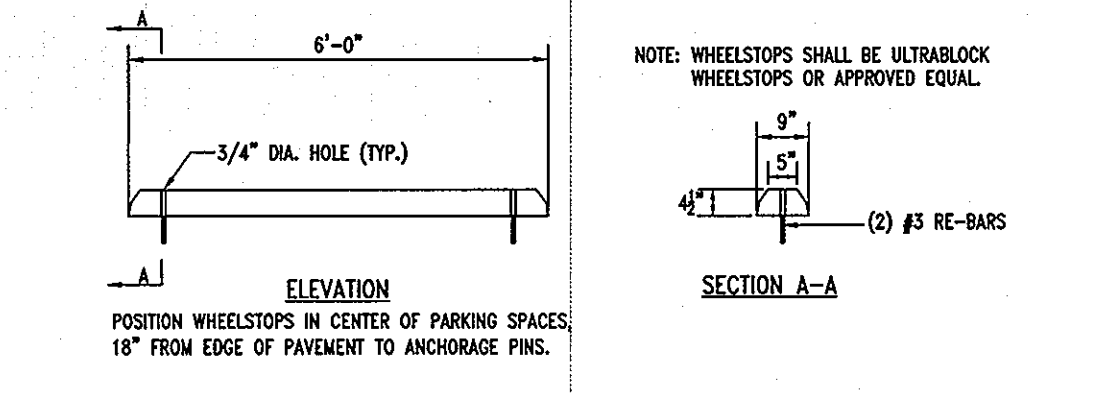 A
6'-0"
3/4" DIA. HOLE (TYP.)
A
ELEVATION
POSITION WHEELSTOPS IN CENTER OF PARKING SPACES,
18" FROM EDGE OF PAVEMENT TO ANCHORAGE PINS.
NOTE: WHEELSTOPS SHALL BE ULTRABLOCK
WHEELSTOPS OR APPROVED EQUAL.
9"
5"
4½"
(2) #3 RE-BARS
SECTION A-A